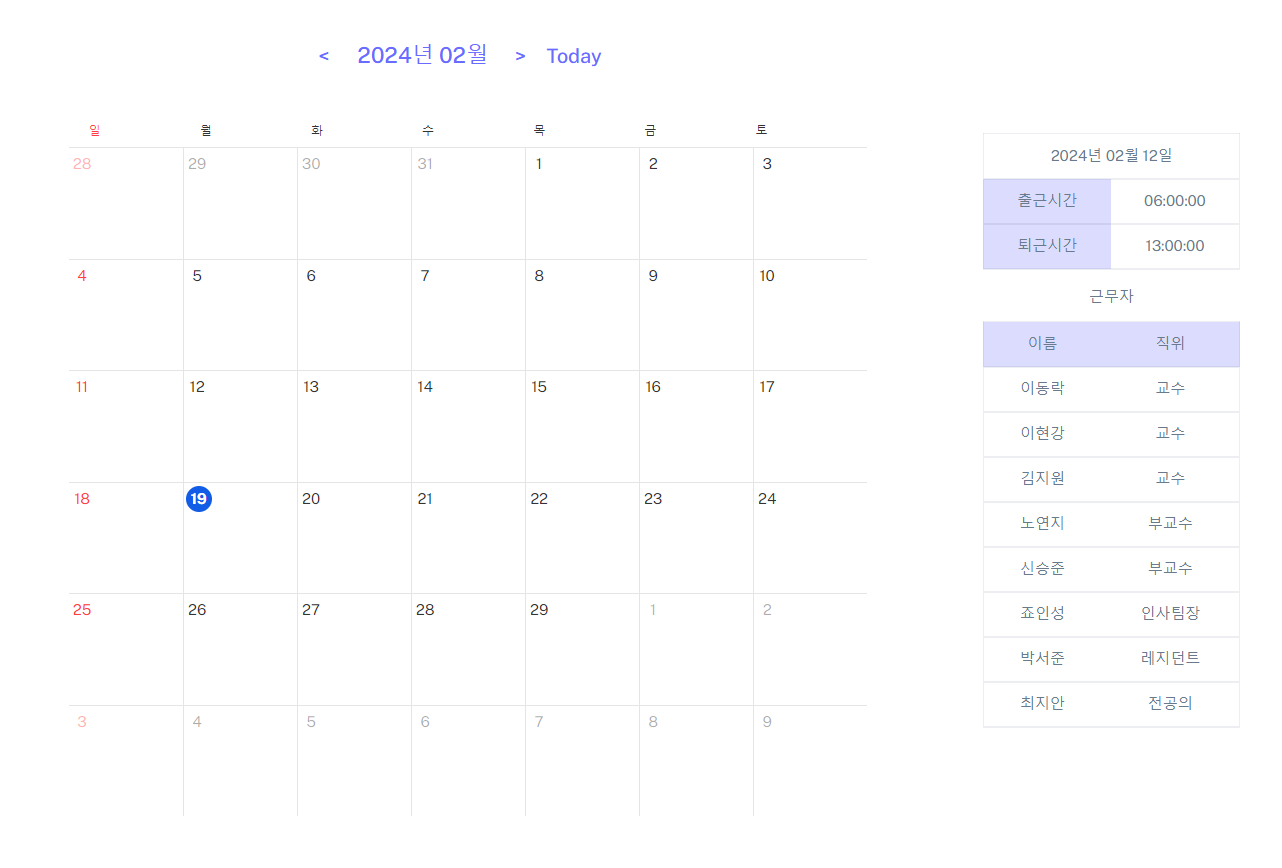 < 2024년 02월 > Today
일 월 화 수 목 금 토
28 29 30 31 1 2 3
4 5 6 7 8 9 10
11 12 13 14 15 16 17
18 19 20 21 22 23 24
25 26 27 28 29 1 2
3 4 5 6 7 8 9
2024년 02월 12일
출근시간 06:00:00
퇴근시간 13:00:00
근무자
이름 직위
이동락 교수
이현강 교수
김지원 교수
노연지 부교수
신승준 부교수
죠인성 인사팀장
박서준 레지던트
최지안 전공의